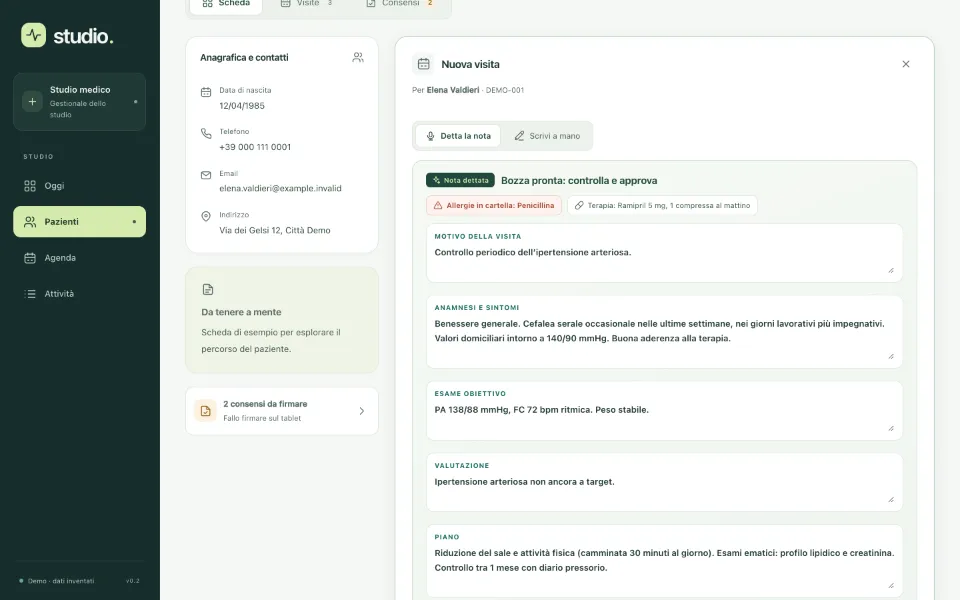 studio.
Studio medico
Gestionale dello
studio
STUDIO
Oggi
Pazienti
Agenda
Attività
Demo · dati inventati
v0.2
Scheda
Visite 3
Consensi 2
Anagrafica e contatti
Data di nascita
12/04/1985
Telefono
+39 000 111 0001
Email
elena.valdieri@example.invalid
Indirizzo
Via dei Gelsi 12, Città Demo
Da tenere a mente
Scheda di esempio per esplorare il
percorso del paziente.
2 consensi da firmare
Fallo firmare sul tablet
Nuova visita
Per Elena Valdieri · DEMO-001
Detta la nota
Scrivi a mano
Nota dettata
Bozza pronta: controlla e approva
Allergie in cartella: Penicillina
Terapia: Ramipril 5 mg, 1 compressa al mattino
MOTIVO DELLA VISITA
Controllo periodico dell'ipertensione arteriosa.
ANAMNESI E SINTOMI
Benessere generale. Cefalea serale occasionale nelle ultime settimane, nei giorni lavorativi più impegnativi.
Valori domiciliari intorno a 140/90 mmHg. Buona aderenza alla terapia.
ESAME OBIETTIVO
PA 138/88 mmHg, FC 72 bpm ritmica. Peso stabile.
VALUTAZIONE
Ipertensione arteriosa non ancora a target.
PIANO
Riduzione del sale e attività fisica (camminata 30 minuti al giorno). Esami ematici: profilo lipidico e creatinina.
Controllo tra 1 mese con diario pressorio.